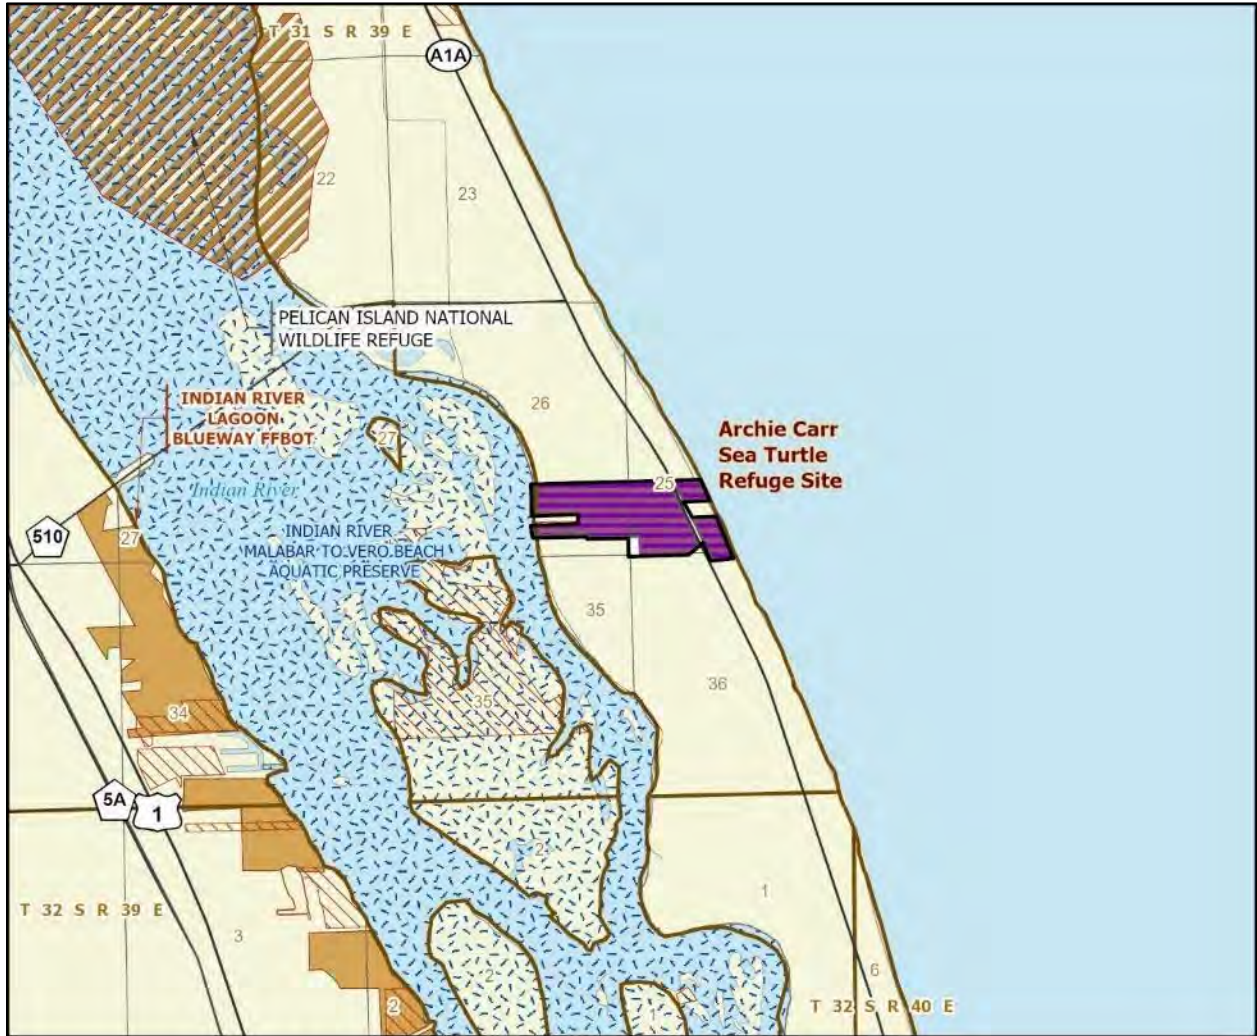 T 31 S R 39 E
A1A
22
23
PELICAN ISLAND NATIONAL
WILDLIFE REFUGE
INDIAN RIVER
LAGOON
BLUEWAY FFBOT
26
27
Archie Carr
Sea Turtle
Refuge Site
25
Indian River
510
27
INDIAN RIVER
MALABAR TO VERO BEACH
AQUATIC PRESERVE
35
36
35
34
5A
1
2
1
T 32 S R 39 E
3
2
2
1
6
T 32 S R 40 E